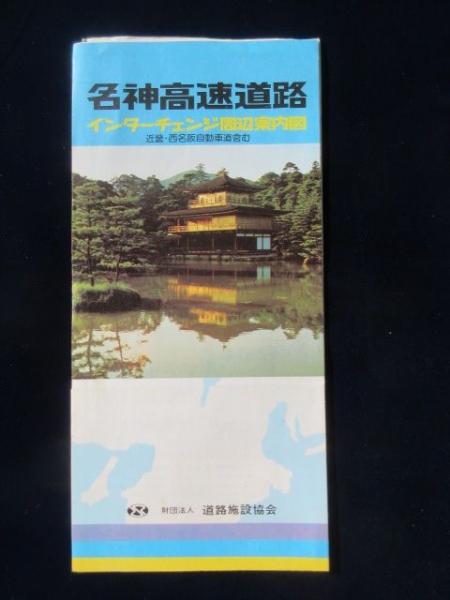 名神高速道路
インターチェンジ周辺案内図
近畿・西名阪自動車道含む
財団法人 道路施設協会